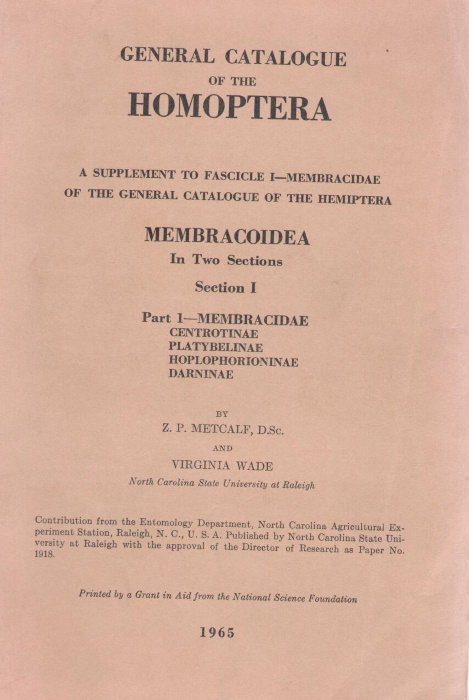 GENERAL CATALOGUE
OF THE
HOMOPTERA
A SUPPLEMENT TO FASCICLE I—MEMBRACIDAE
OF THE GENERAL CATALOGUE OF THE HEMIPTERA
MEMBRACOIDEA
In Two Sections
Section I
Part 1—MEMBRACIDAE
CENTROTINAE
PLATYBELINAE
HOPLOPHORIONINAE
DARNINAE
BY
Z. P. METCALF, D.Sc.
AND
VIRGINIA WADE
North Carolina State University at Raleigh
Contribution from the Entomology Department, North Carolina Agricultural Ex-
periment Station, Raleigh, N. C., U. S. A. Published by North Carolina State Uni-
versity at Raleigh with the approval of the Director of Research as Paper No.
1918.
Printed by a Grant in Aid from the National Science Foundation
1965